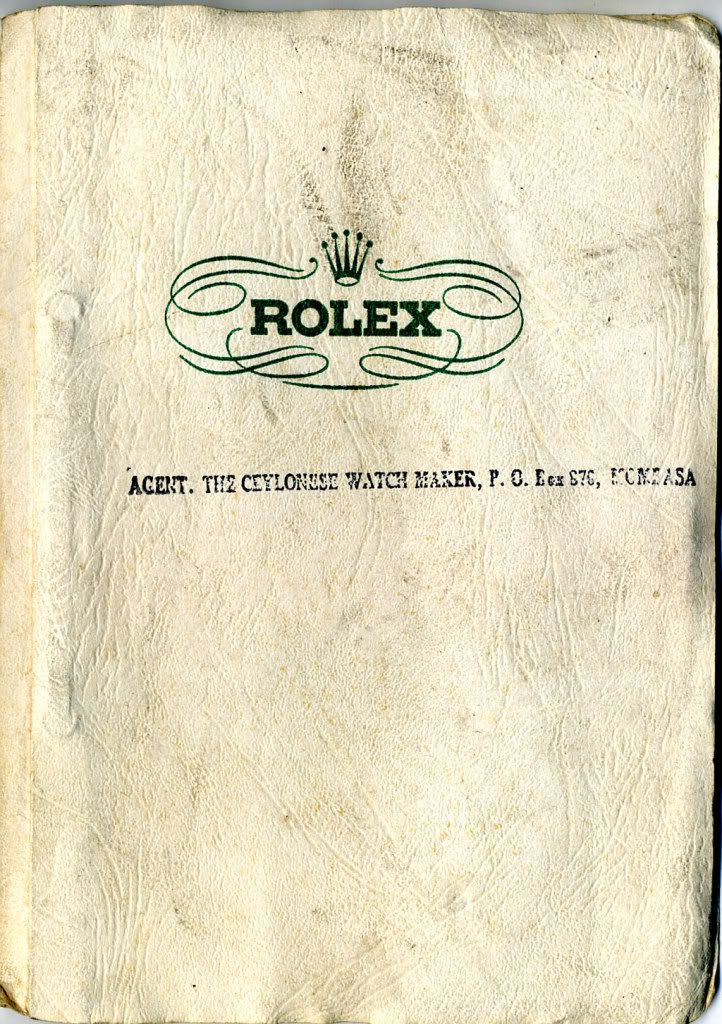 ROLEX
AGENT. THE CEYLONESE WATCH MAKER, P. O. Box 876, MOMBASA